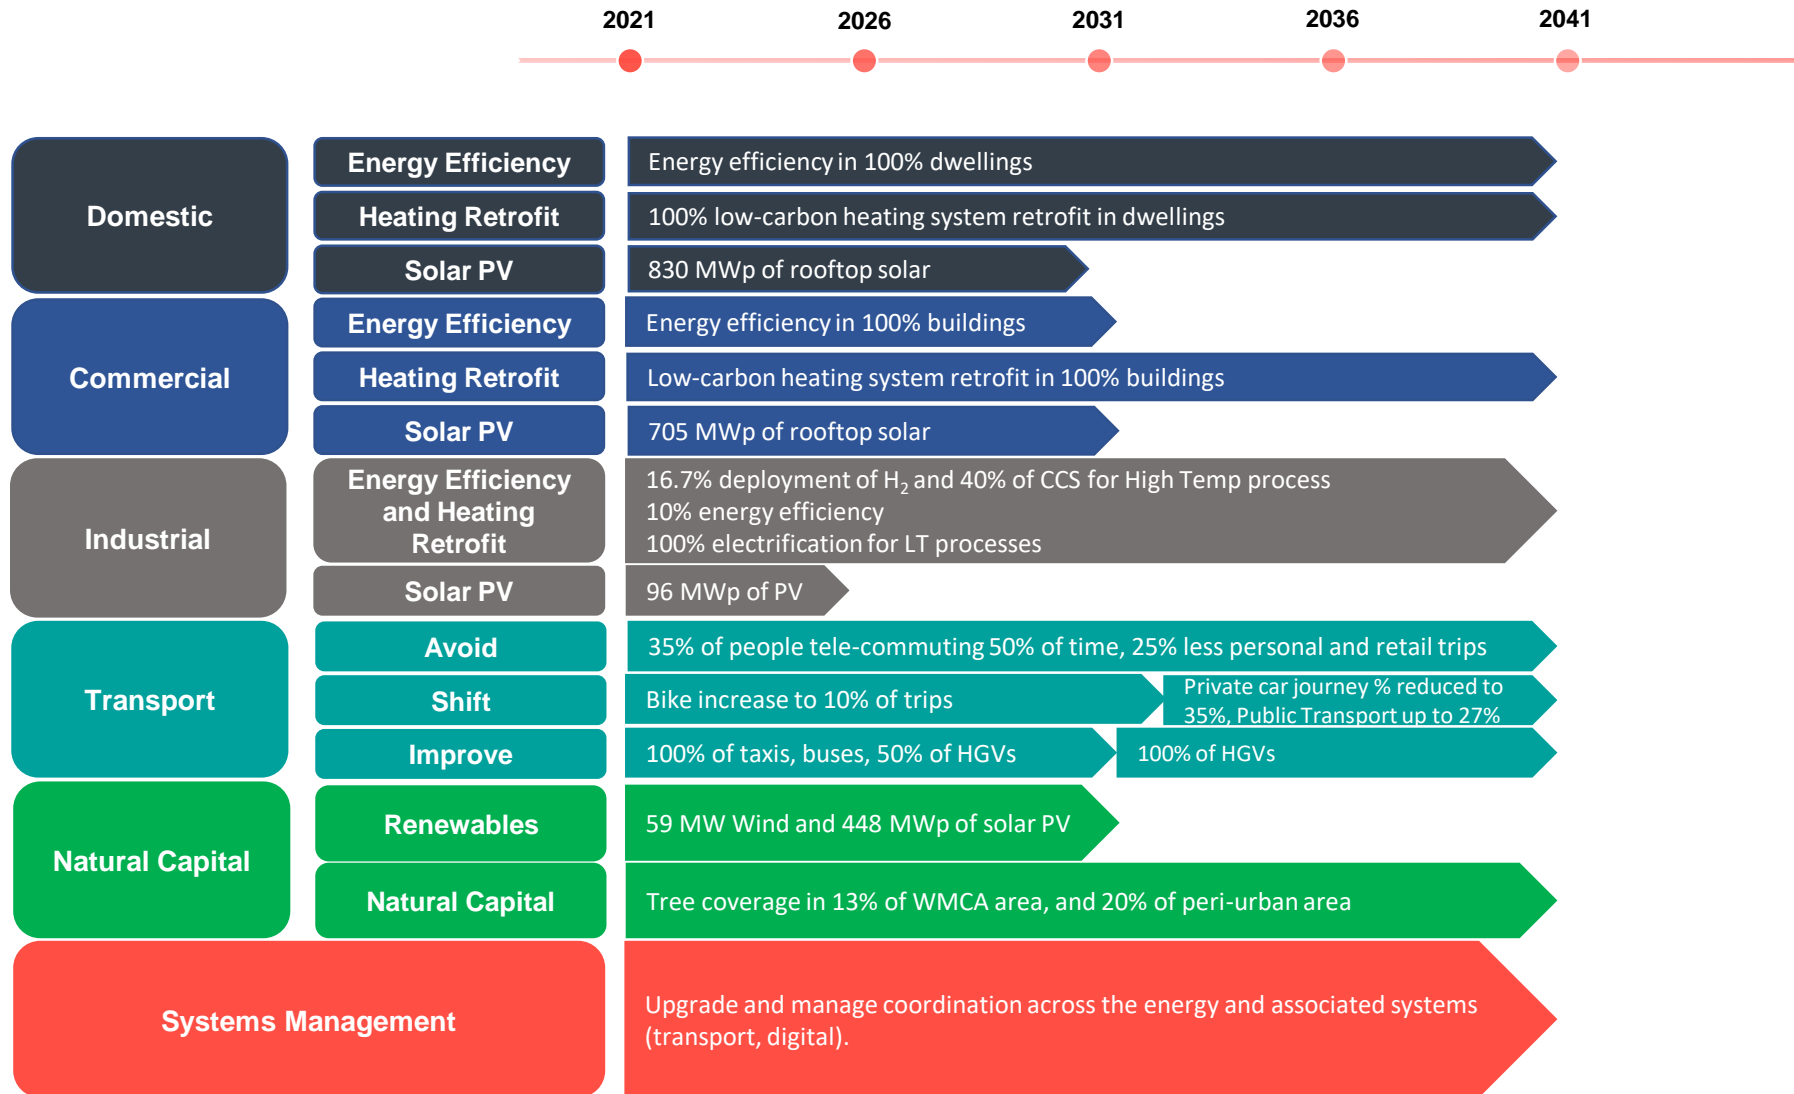 2021
2026
2031
2036
2041
Domestic
Energy Efficiency
Energy efficiency in 100% dwellings
Heating Retrofit
100% low-carbon heating system retrofit in dwellings
Solar PV
830 MWp of rooftop solar
Commercial
Energy Efficiency
Energy efficiency in 100% buildings
Heating Retrofit
Low-carbon heating system retrofit in 100% buildings
Solar PV
705 MWp of rooftop solar
Industrial
Energy Efficiency
and Heating
Retrofit
16.7% deployment of H₂ and 40% of CCS for High Temp process
10% energy efficiency
100% electrification for LT processes
Solar PV
96 MWp of PV
Transport
Avoid
35% of people tele-commuting 50% of time, 25% less personal and retail trips
Shift
Bike increase to 10% of trips
Private car journey % reduced to
35%, Public Transport up to 27%
Improve
100% of taxis, buses, 50% of HGVs
100% of HGVs
Natural Capital
Renewables
59 MW Wind and 448 MWp of solar PV
Natural Capital
Tree coverage in 13% of WMCA area, and 20% of peri-urban area
Systems Management
Upgrade and manage coordination across the energy and associated systems
(transport, digital).